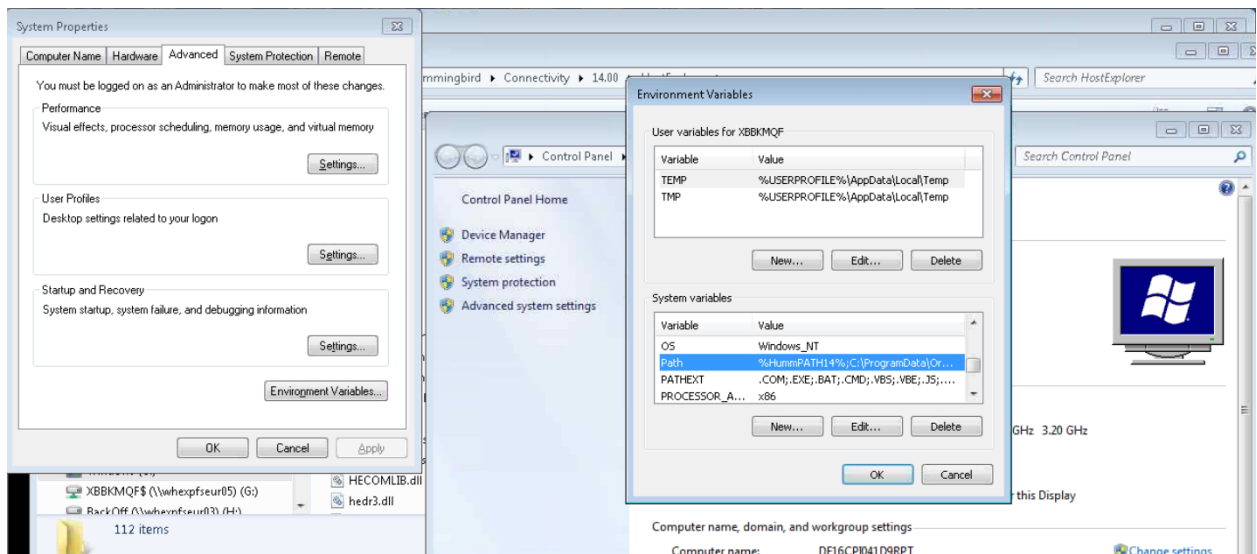 System Properties
Computer Name Hardware Advanced System Protection Remote
You must be logged on as an Administrator to make most of these changes.
Performance
Visual effects, processor scheduling, memory usage, and virtual memory
Settings...
User Profiles
Desktop settings related to your logon
Settings...
Startup and Recovery
System startup, system failure, and debugging information
Settings...
Environment Variables...
OK Cancel Apply
XBBKMQF$ (\\whexpfseur05) (G:)
BackOff (\\whexpfseur03) (H:)
112 items
HECOMLIB.dll
hedr3.dll
mmingbird Connectivity 14.00
Search HostExplorer
Control Panel
Search Control Panel
Control Panel Home
Device Manager
Remote settings
System protection
Advanced system settings
Environment Variables
User variables for XBBKMQF
Variable Value
TEMP %USERPROFILE%\AppData\Local\Temp
TMP %USERPROFILE%\AppData\Local\Temp
New... Edit... Delete
System variables
Variable Value
OS Windows_NT
Path %HummPATH14%;C:\ProgramData\Or...
PATHEXT .COM;.EXE;.BAT;.CMD;.VBS;.VBE;.JS;....
PROCESSOR_A... x86
New... Edit... Delete
OK Cancel
GHz 3.20 GHz
this Display
Computer name, domain, and workgroup settings
Computer name: Change settings